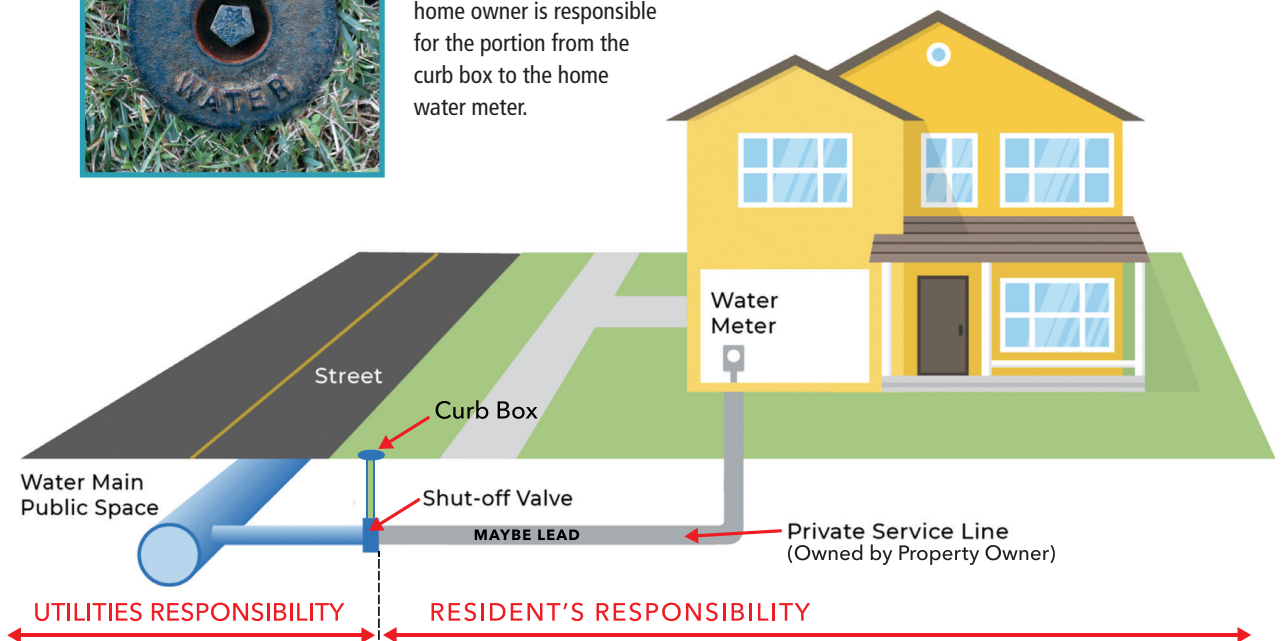 WATER
home owner is responsible
for the portion from the
curb box to the home
water meter.
Water
Meter
Street
Curb Box
Water Main
Public Space
Shut-off Valve
MAYBE LEAD
Private Service Line
(Owned by Property Owner)
UTILITIES RESPONSIBILITY
RESIDENT’S RESPONSIBILITY